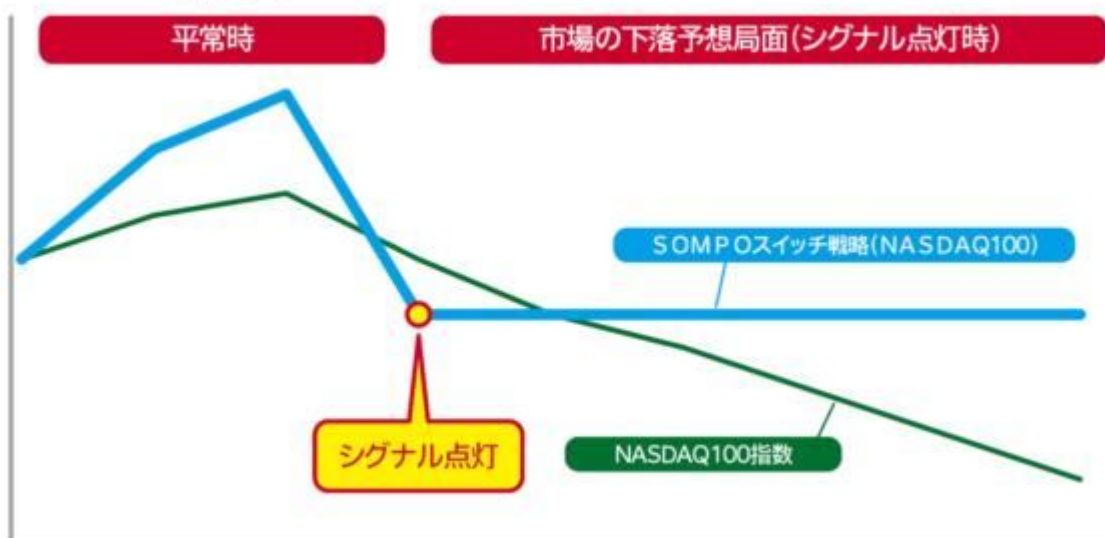 平常時
市場の下落予想局面(シグナル点灯時)
SOMPOスイッチ戦略(NASDAQ100)
シグナル点灯
NASDAQ100指数